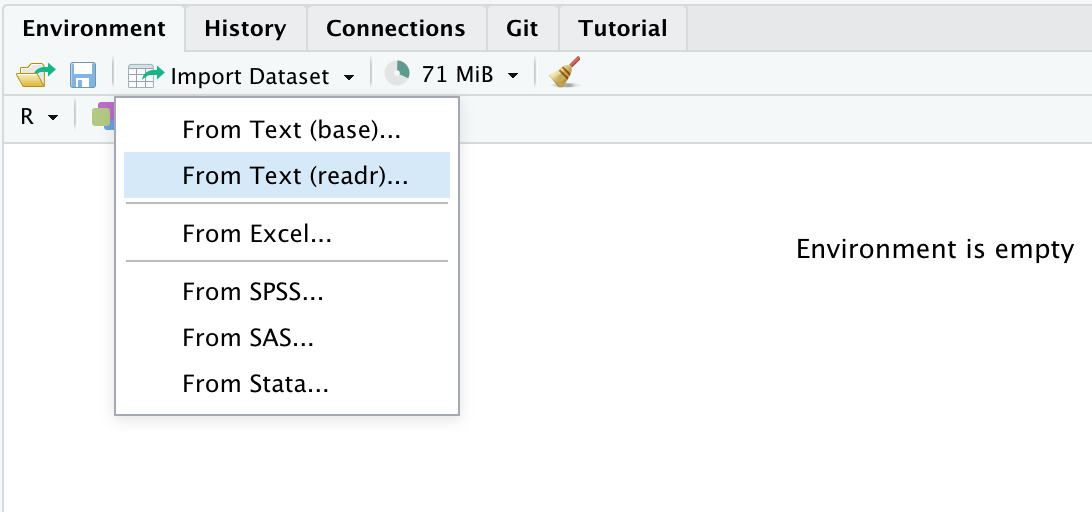 Environment History Connections Git Tutorial
Import Dataset 71 MiB
R
From Text (base)...
From Text (readr)...
From Excel...
From SPSS...
From SAS...
From Stata...
Environment is empty